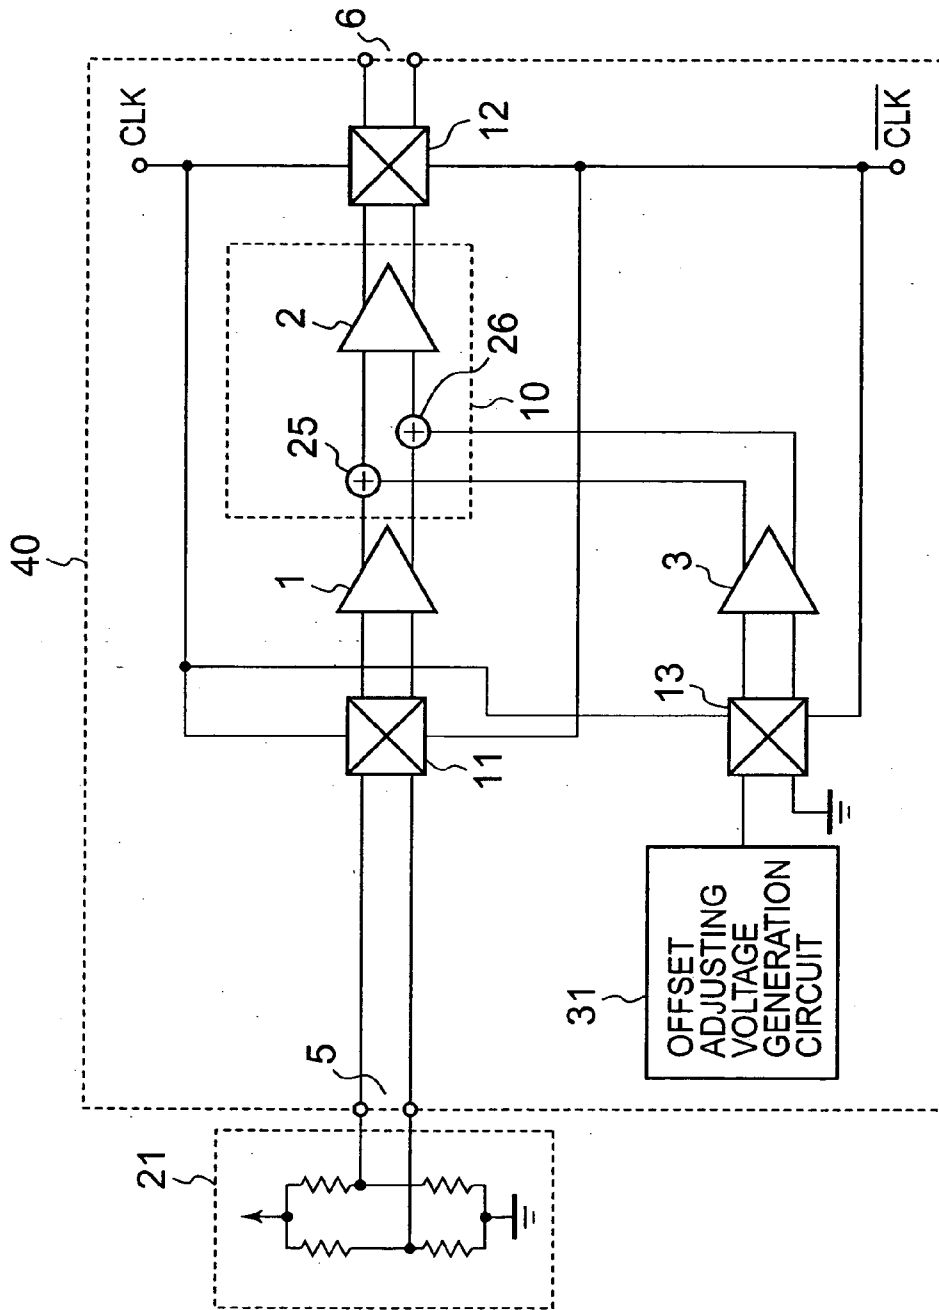 40
CLK
6
12
2
26
25
10
1
11
3
13
CLK
5
21
31
OFFSET
ADJUSTING
VOLTAGE
GENERATION
CIRCUIT